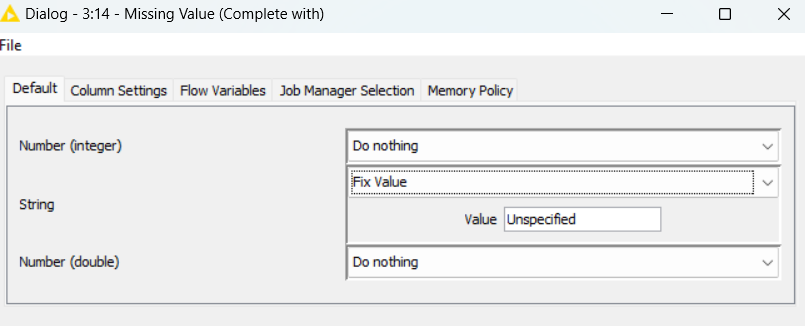 Dialog - 3:14 - Missing Value (Complete with)
File
Default Column Settings Flow Variables Job Manager Selection Memory Policy
Number (integer) Do nothing
Fix Value
String
Value Unspecified
Number (double) Do nothing